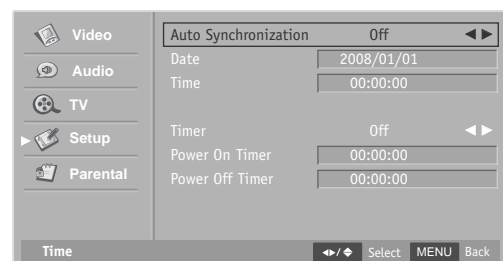 Video
Audio
TV
Setup
Parental
Auto Synchronization Off
Date 2008/01/01
Time 00:00:00
Timer Off
Power On Timer 00:00:00
Power Off Timer 00:00:00
Time Select MENU Back